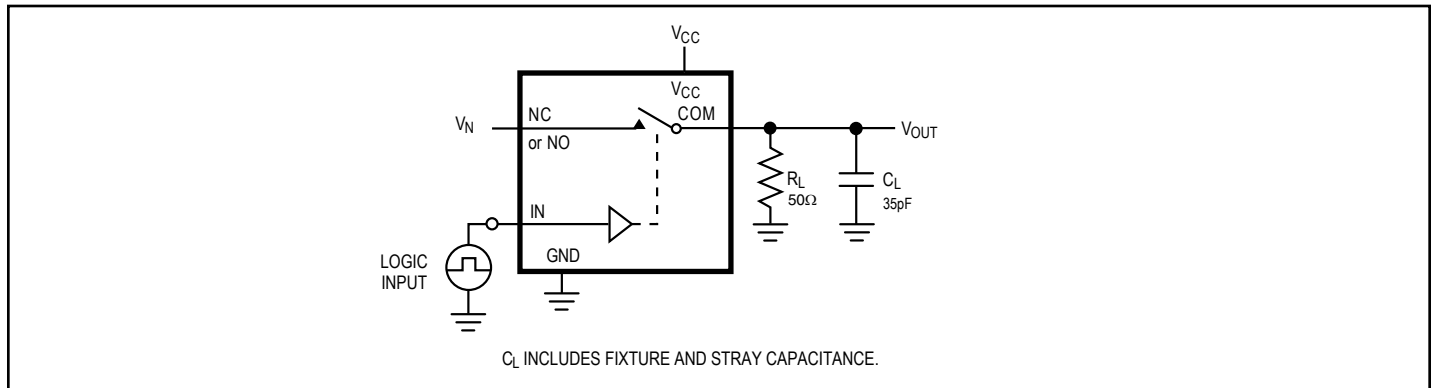 VCC
VCC
VN
NC
or NO
COM
VOUT
RL
50Ω
CL
35pF
IN
GND
LOGIC
INPUT
CL INCLUDES FIXTURE AND STRAY CAPACITANCE.